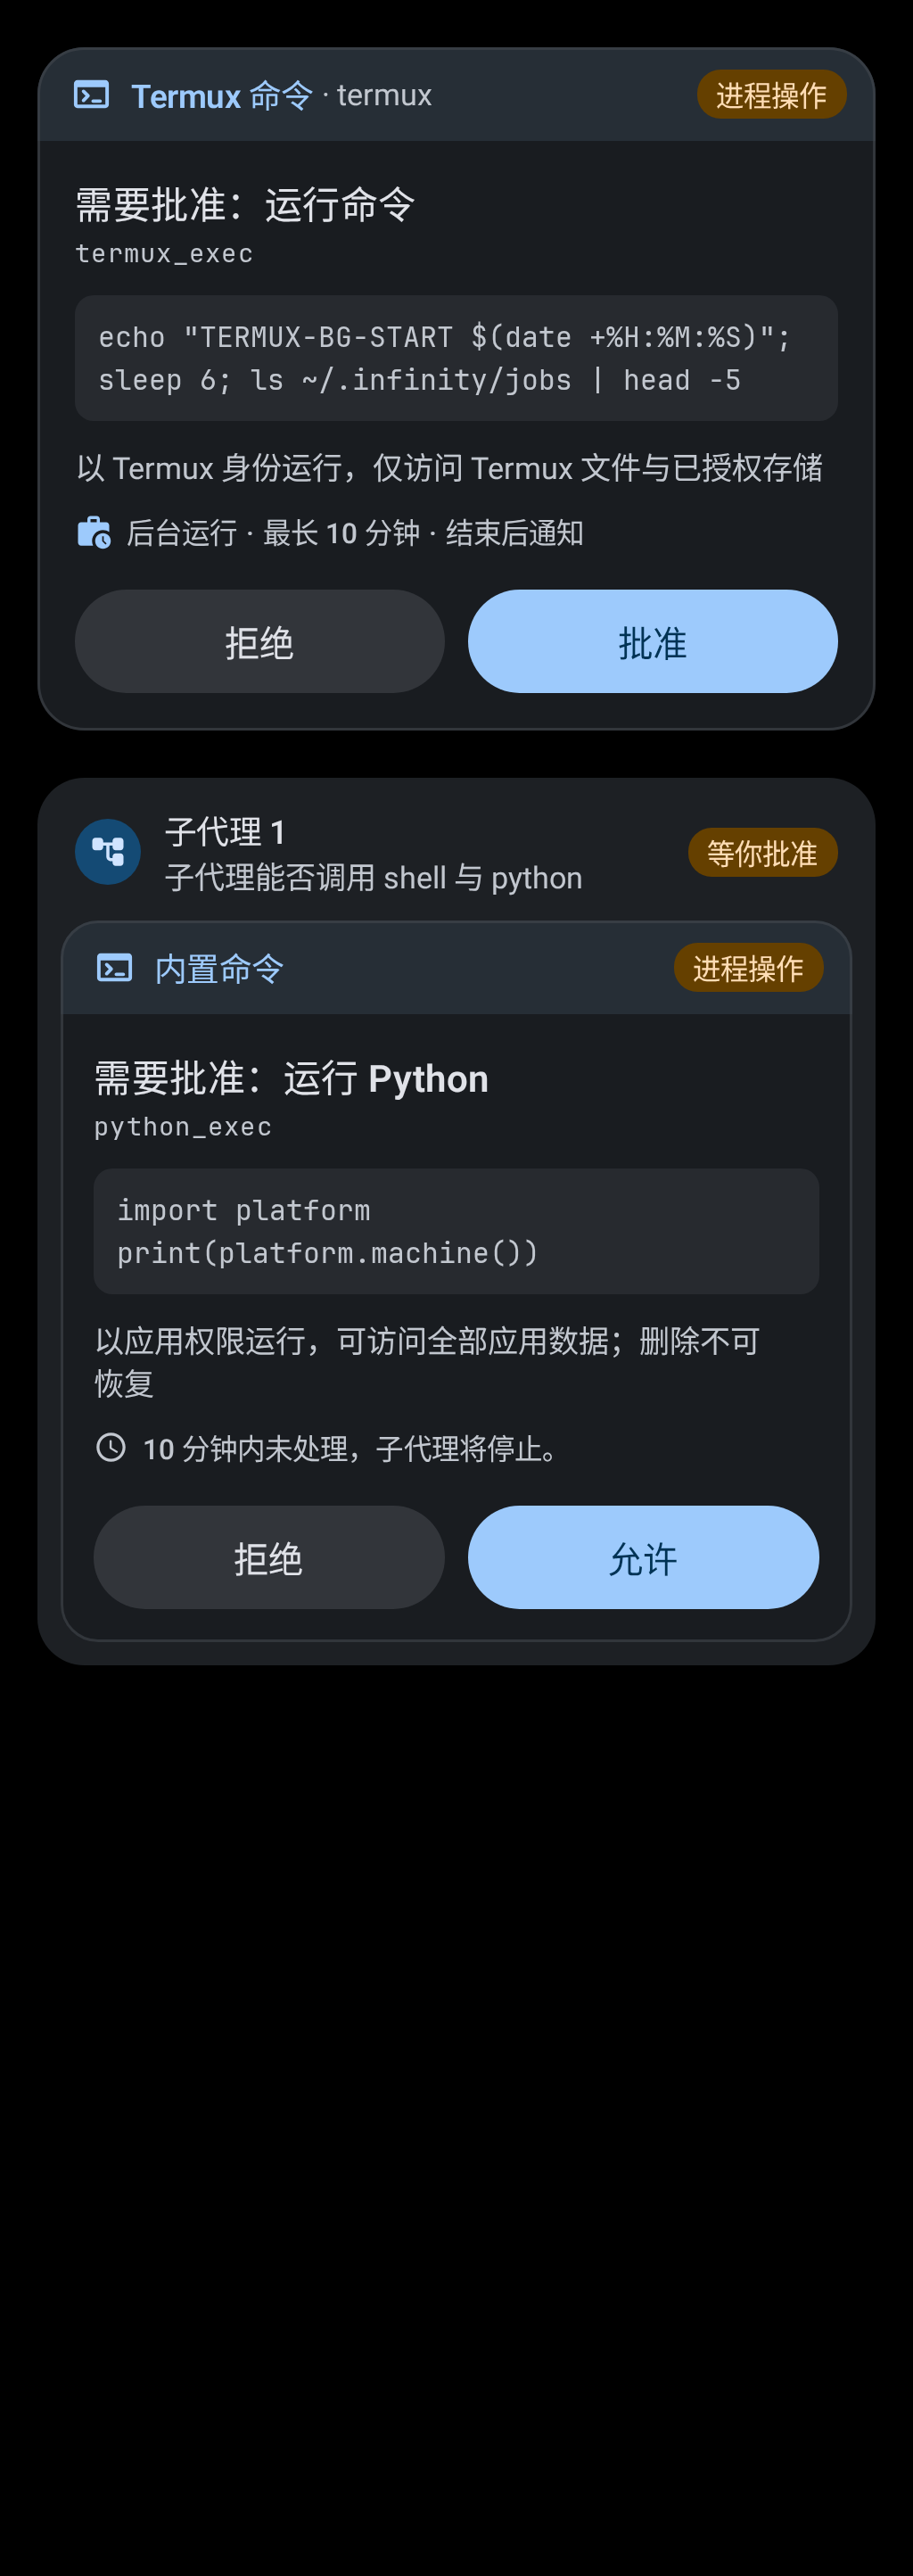 Termux 命令 · termux
进程操作
需要批准：运行命令
termux_exec
echo "TERMUX-BG-START $(date +%H:%M:%S)";
sleep 6; ls ~/.infinity/jobs | head -5
以 Termux 身份运行，仅访问 Termux 文件与已授权存储
后台运行 · 最长 10 分钟 · 结束后通知
拒绝
批准
子代理 1
子代理能否调用 shell 与 python
等你批准
内置命令
进程操作
需要批准：运行 Python
python_exec
import platform
print(platform.machine())
以应用权限运行，可访问全部应用数据；删除不可
恢复
10 分钟内未处理，子代理将停止。
拒绝
允许